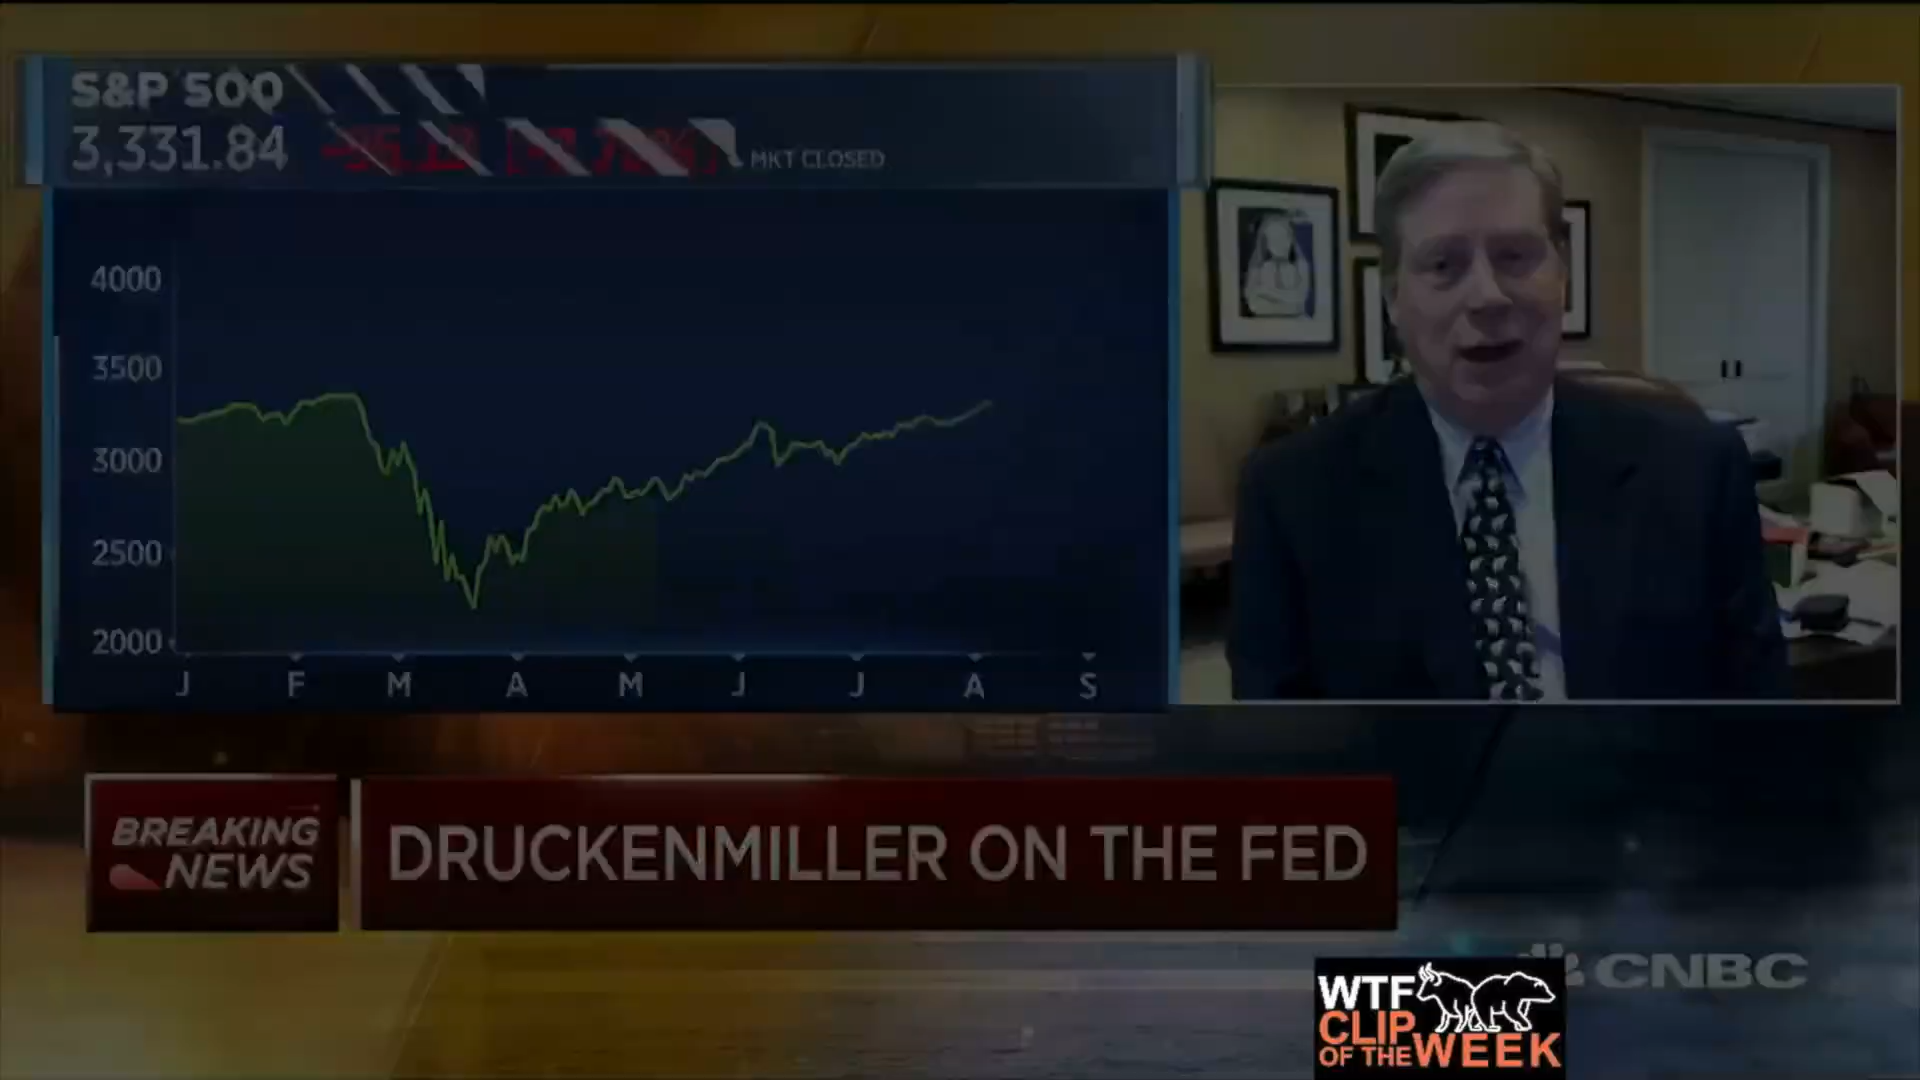 S&P 500
3,331.84
MKT CLOSED
4000
3500
3000
2500
2000
J F M A M J J A S
BREAKING
NEWS
DRUCKENMILLER ON THE FED
CNBC
WTF
CLIP
OF THE WEEK